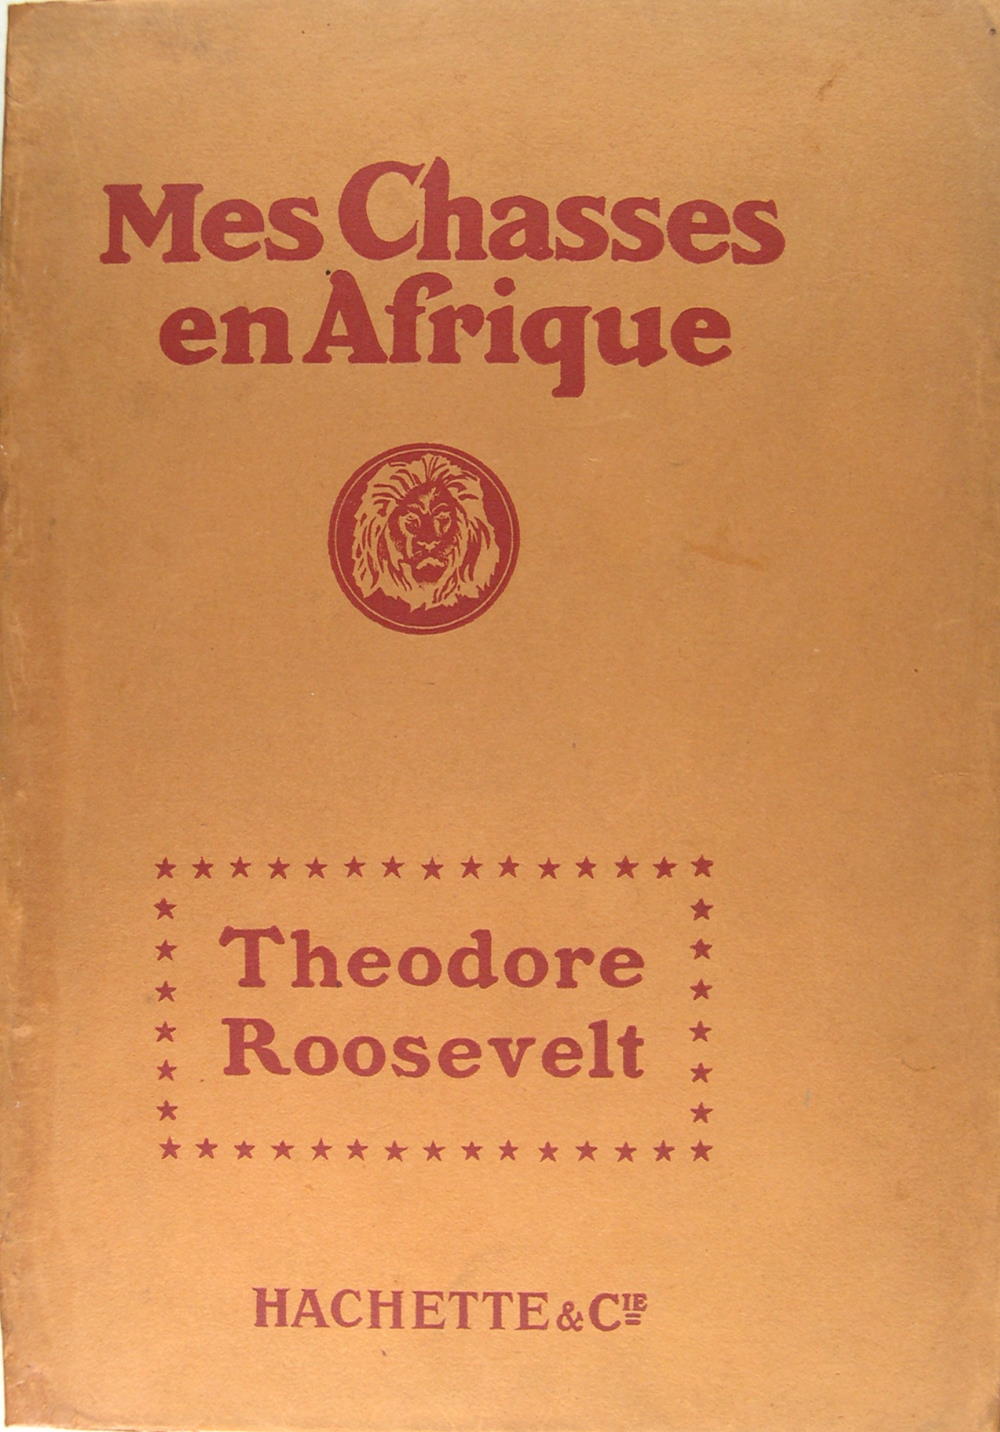 Mes Chasses
en Afrique
Theodore
Roosevelt
HACHETTE & CIE